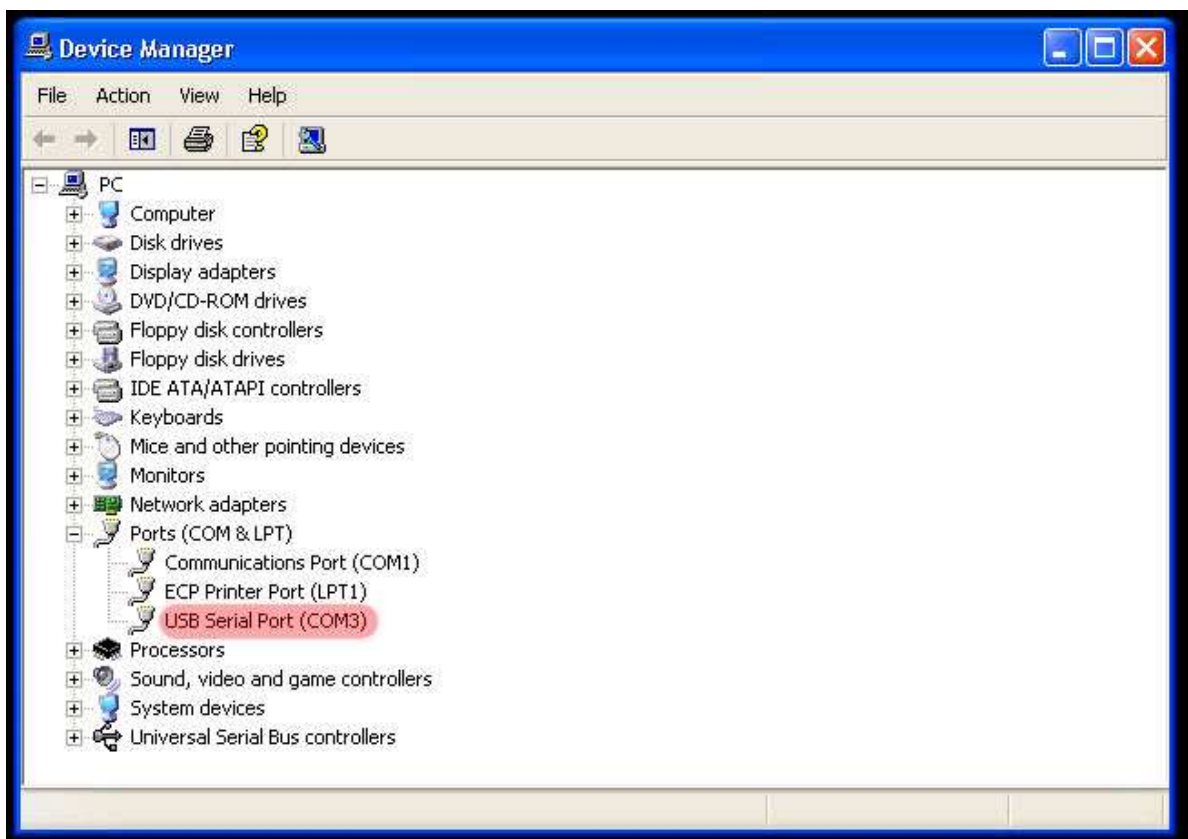 Device Manager
File Action View Help
PC
Computer
Disk drives
Display adapters
DVD/CD-ROM drives
Floppy disk controllers
Floppy disk drives
IDE ATA/ATAPI controllers
Keyboards
Mice and other pointing devices
Monitors
Network adapters
Ports (COM & LPT)
Communications Port (COM1)
ECP Printer Port (LPT1)
USB Serial Port (COM3)
Processors
Sound, video and game controllers
System devices
Universal Serial Bus controllers